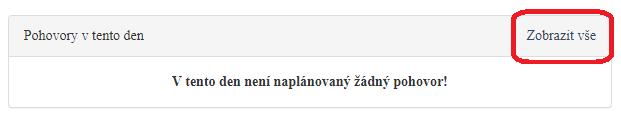 Pohovory v tento den Zobrazit vše
V tento den není naplánovaný žádný pohovor!